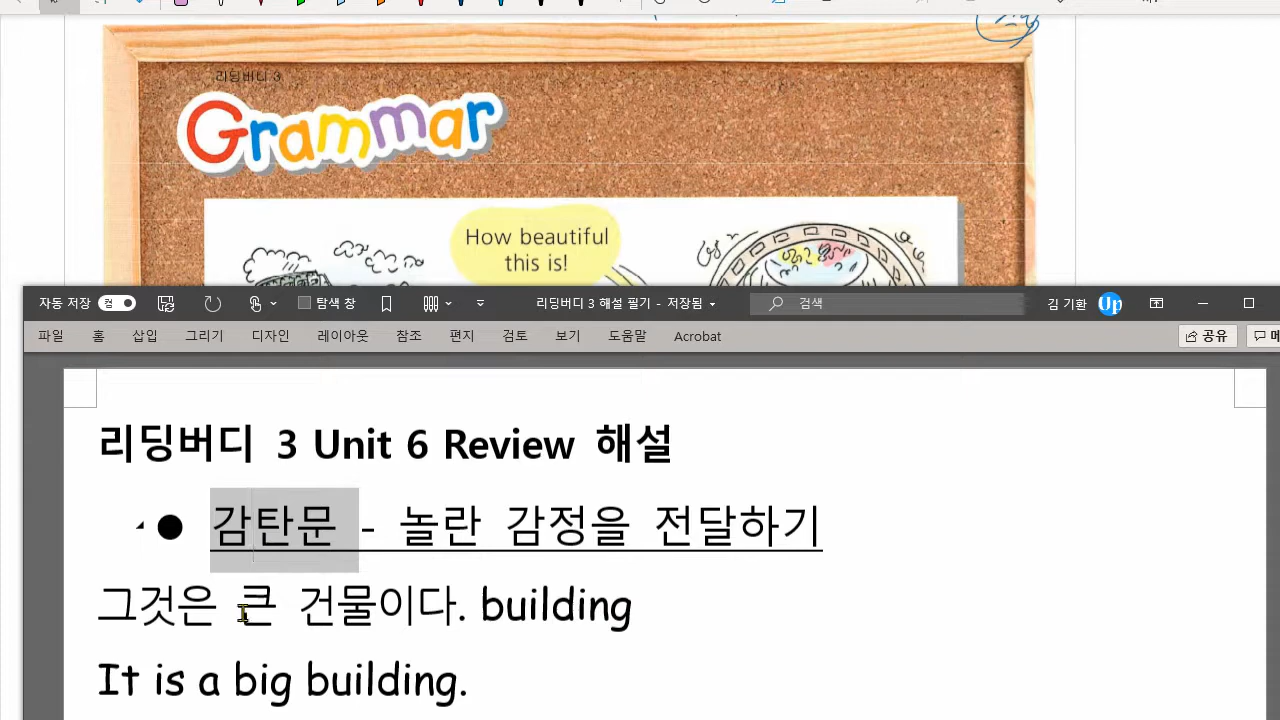 리딩버디 3
Grammar
How beautiful
this is!
자동 저장 컴 탐색 창 리딩버디 3 해설 필기 - 저장됨 검색 김 기환 Up
파일 홈 삽입 그리기 디자인 레이아웃 참조 편지 검토 보기 도움말 Acrobat 공유
리딩버디 3 Unit 6 Review 해설
● 감탄문 - 놀란 감정을 전달하기
그것은 큰 건물이다. building
It is a big building.